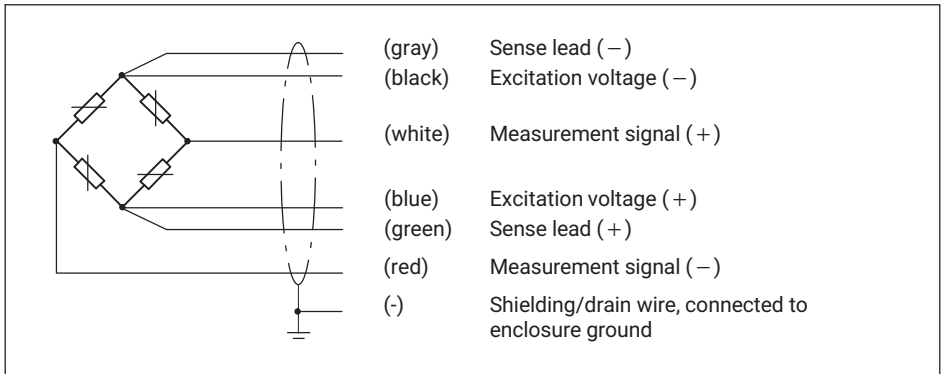 (gray) Sense lead (−)
(black) Excitation voltage (−)
(white) Measurement signal (+)
(blue) Excitation voltage (+)
(green) Sense lead (+)
(red) Measurement signal (−)
(-) Shielding/drain wire, connected to
enclosure ground